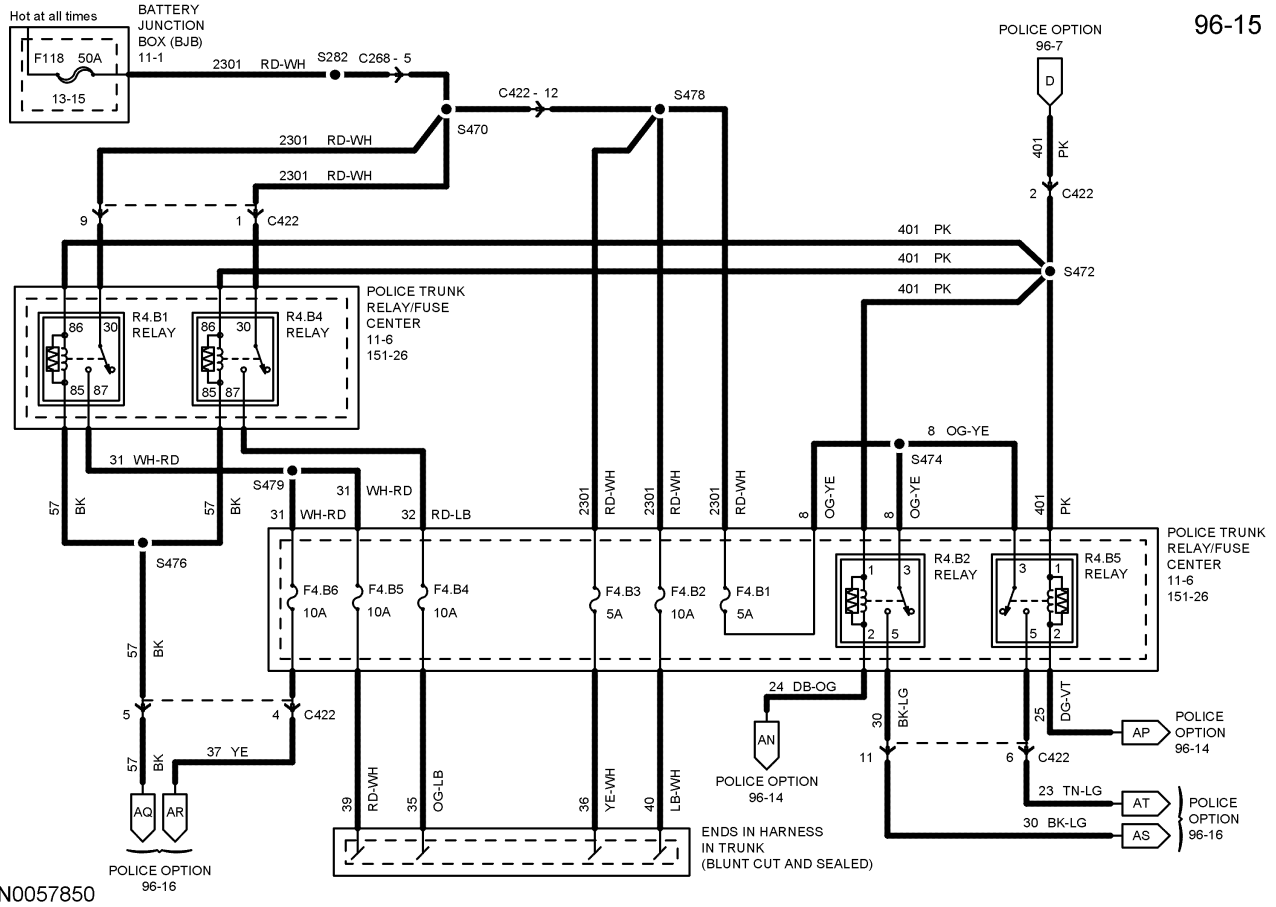 Hot at all times
BATTERY
JUNCTION
BOX (BJB)
11-1
F118 50A
13-15
2301 RD-WH
S282
C268 - 5
C422 - 12
S478
S470
2301 RD-WH
2301 RD-WH
POLICE OPTION
96-7
D
96-15
401 PK
2 C422
9 1 C422
401 PK
401 PK
401 PK
S472
POLICE TRUNK
RELAY/FUSE
CENTER
11-6
151-26
86 30
R4.B1
RELAY
85 87
86 30
R4.B4
RELAY
85 87
31 WH-RD
S479
31 WH-RD
57 BK
57 BK
31 WH-RD
32 RD-LB
2301 RD-WH
2301 RD-WH
2301 RD-WH
8 OG-YE
8 OG-YE
8 OG-YE
S474
401 PK
S476
F4.B6
10A
F4.B5
10A
F4.B4
10A
F4.B3
5A
F4.B2
10A
F4.B1
5A
1 3
R4.B2
RELAY
2 5
3 1
R4.B5
RELAY
5 2
POLICE TRUNK
RELAY/FUSE
CENTER
11-6
151-26
57 BK
5 4 C422
57 BK
37 YE
AQ AR
POLICE OPTION
96-16
39 RD-WH
35 OG-LB
36 YE-WH
40 LB-WH
24 DB-OG
AN
POLICE OPTION
96-14
30 BK-LG
25 DG-VT
AP
POLICE
OPTION
96-14
11 6 C422
23 TN-LG
AT
30 BK-LG
AS
POLICE
OPTION
96-16
ENDS IN HARNESS
IN TRUNK
(BLUNT CUT AND SEALED)
N0057850